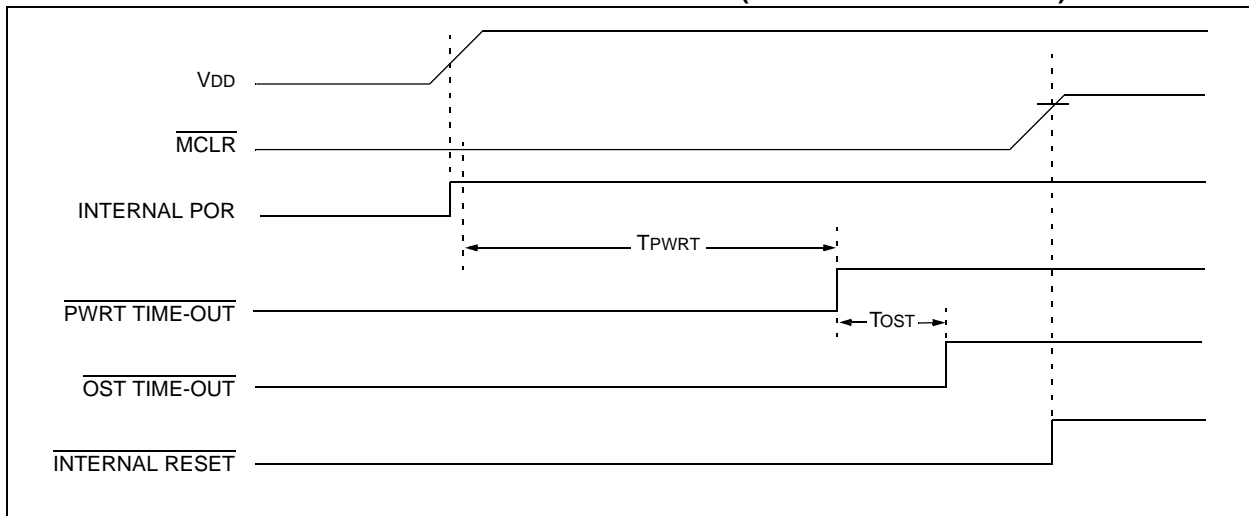 VDD
MCLR
INTERNAL POR
TPWRT
PWRT TIME-OUT
TOST
OST TIME-OUT
INTERNAL RESET